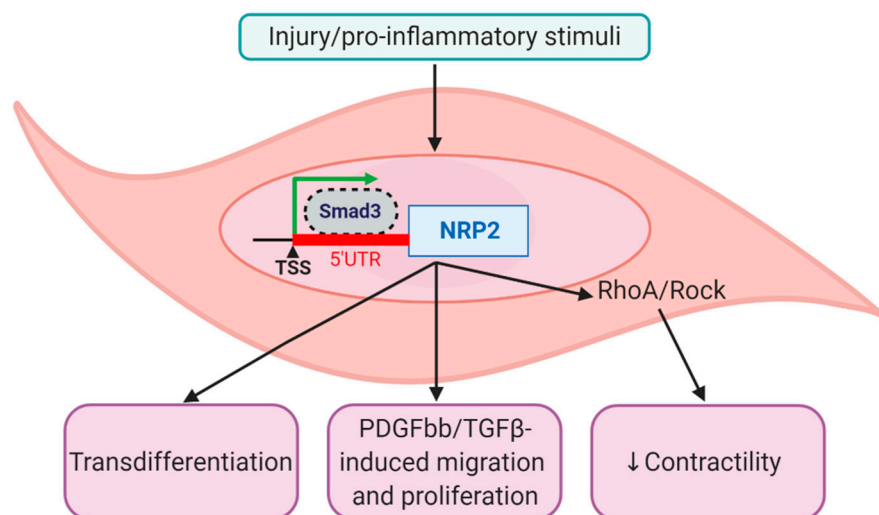 Injury/pro-inflammatory stimuli
Smad3
NRP2
TSS
5'UTR
RhoA/Rock
Transdifferentiation
PDGFbb/TGFβ-
induced migration
and proliferation
↓Contractility